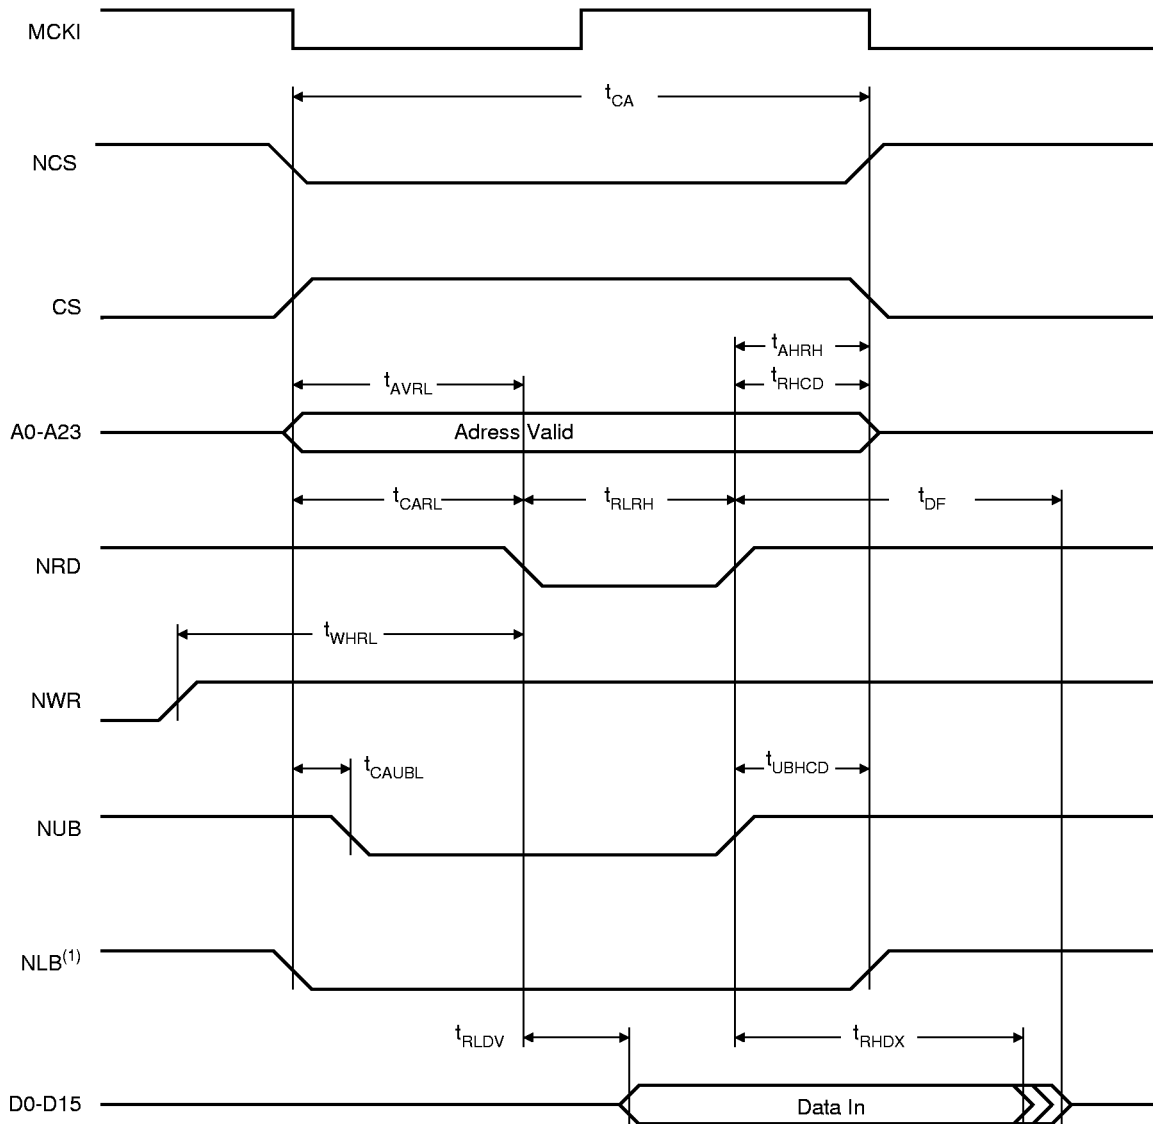 MCKI
tCA
NCS
CS
tAHRH
tAVRL
tRHCD
A0-A23
Adress Valid
tCARL
tRLRH
tDF
NRD
tWHRL
NWR
tCAUBL
tUBHCD
NUB
NLB(1)
tRLDV
tRHDX
D0-D15
Data In